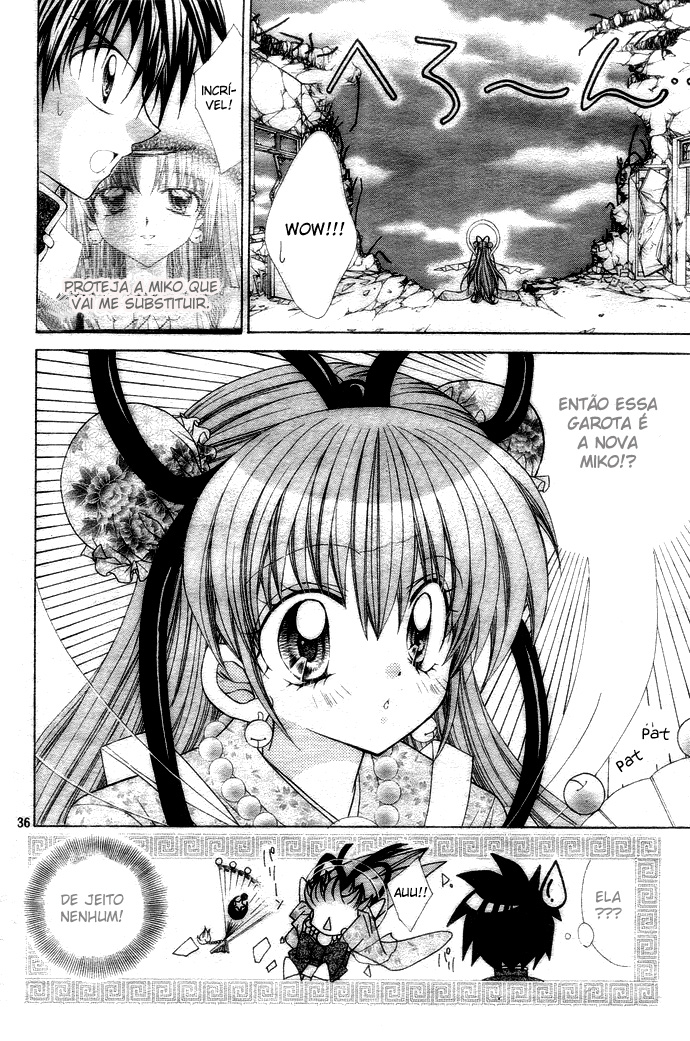 へろ～ん…
WOW!!!
INCRÍ-
VEL!
PROTEJA A MIKO QUE
VAI ME SUBSTITUIR.
ENTÃO ESSA
GAROTA É
A NOVA
MIKO!?
Pat
pat
36
ELA
???
AUU!!
DE JEITO
NENHUM!